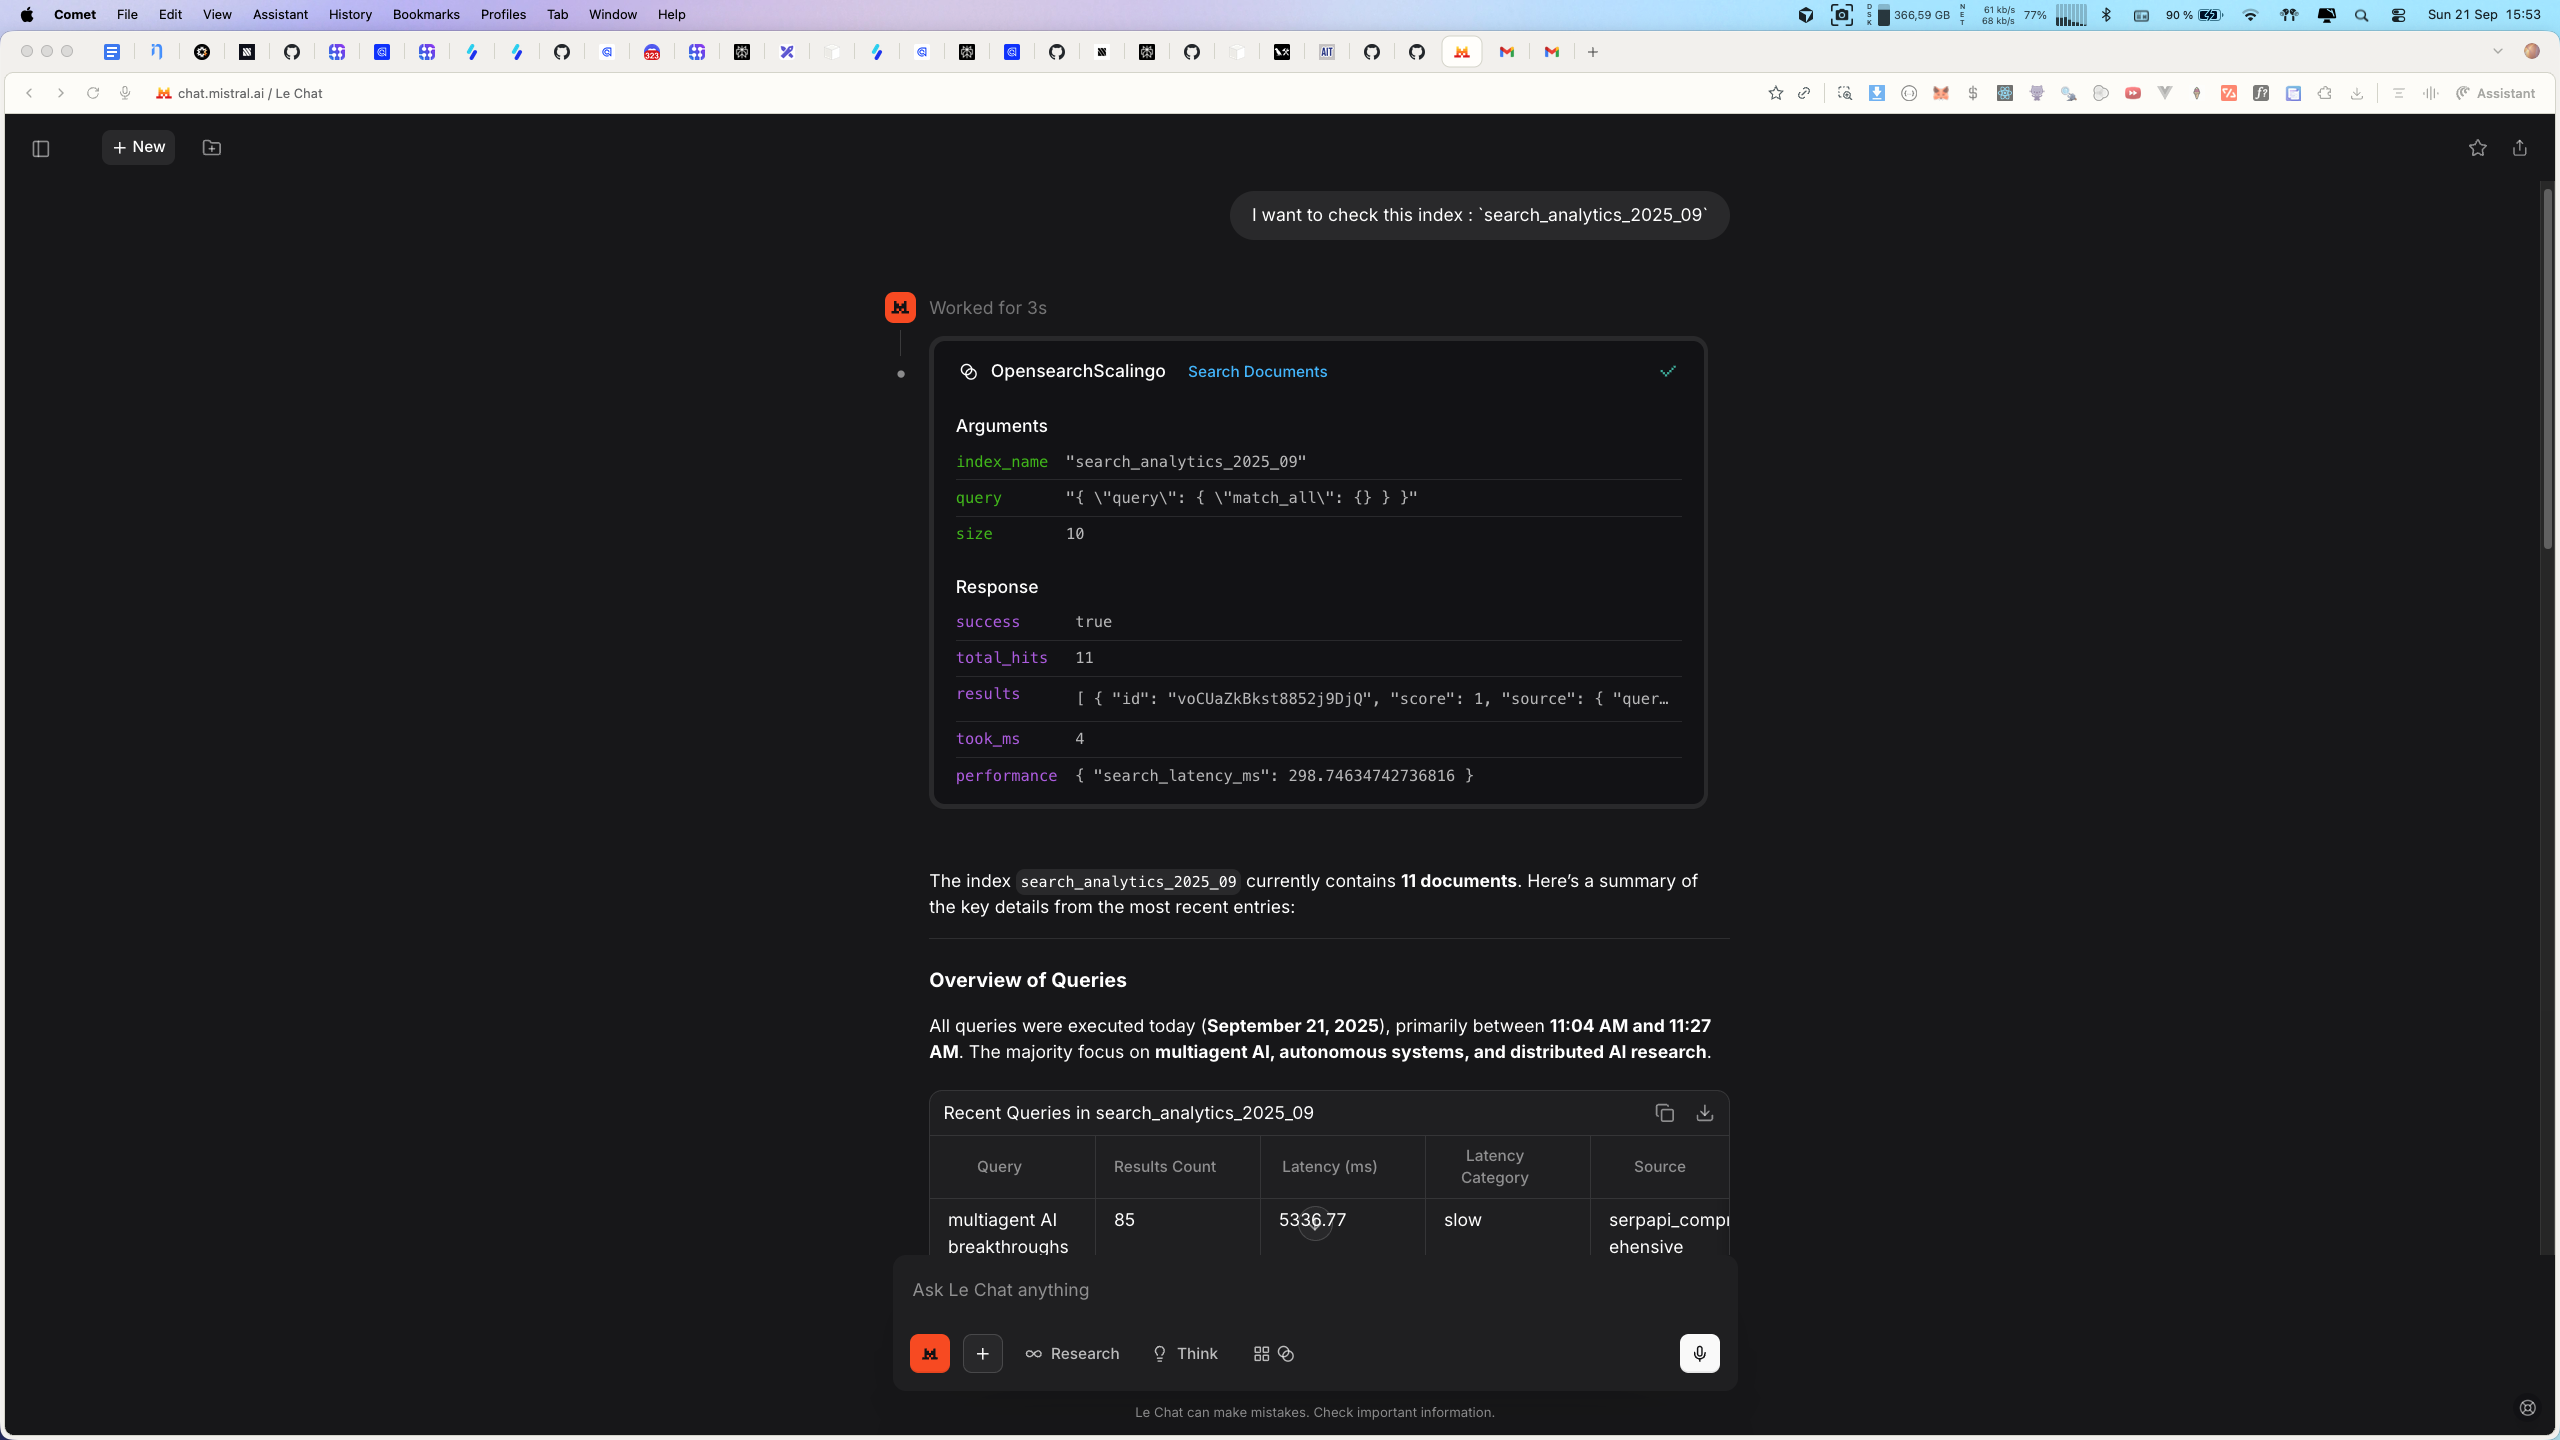 Comet File Edit View Assistant History Bookmarks Profiles Tab Window Help
DSK 366,59 GB NET 61 kb/s 68 kb/s 77% 90 % Sun 21 Sep 15:53
323
AIT
chat.mistral.ai / Le Chat
Assistant
New
I want to check this index : `search_analytics_2025_09`
Worked for 3s
OpensearchScalingo Search Documents
Arguments
index_name "search_analytics_2025_09"
query "{ \"query\": { \"match_all\": {} } }"
size 10
Response
success true
total_hits 11
results [ { "id": "voCUaZkBkst8852j9DjQ", "score": 1, "source": { "quer…
took_ms 4
performance { "search_latency_ms": 298.74634742736816 }
The index search_analytics_2025_09 currently contains 11 documents. Here’s a summary of
the key details from the most recent entries:
Overview of Queries
All queries were executed today (September 21, 2025), primarily between 11:04 AM and 11:27
AM. The majority focus on multiagent AI, autonomous systems, and distributed AI research.
Recent Queries in search_analytics_2025_09
Query Results Count Latency (ms) Latency Category Source
multiagent AI 85 5336.77 slow serpapi_compr
breakthroughs ehensive
Ask Le Chat anything
Research Think
Le Chat can make mistakes. Check important information.